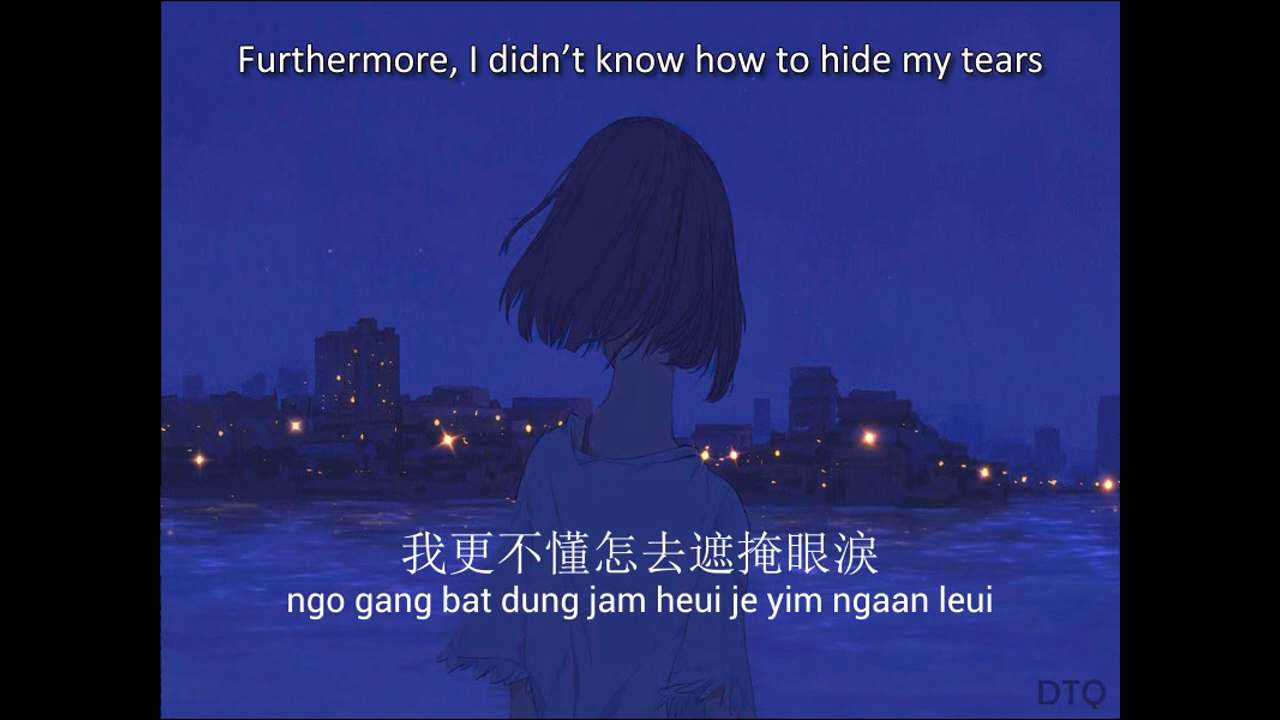 Furthermore, I didn’t know how to hide my tears
我更不懂怎去遮掩眼淚
ngo gang bat dung jam heui je yim ngaan leui
DTQ